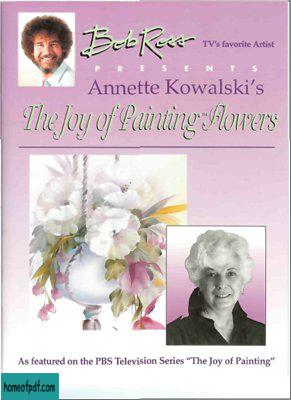 Bob Ross
TV's favorite Artist
PRESENTS
Annette Kowalski's
The Joy of Painting™ Flowers
As featured on the PBS Television Series "The Joy of Painting"
homeofpdf.com